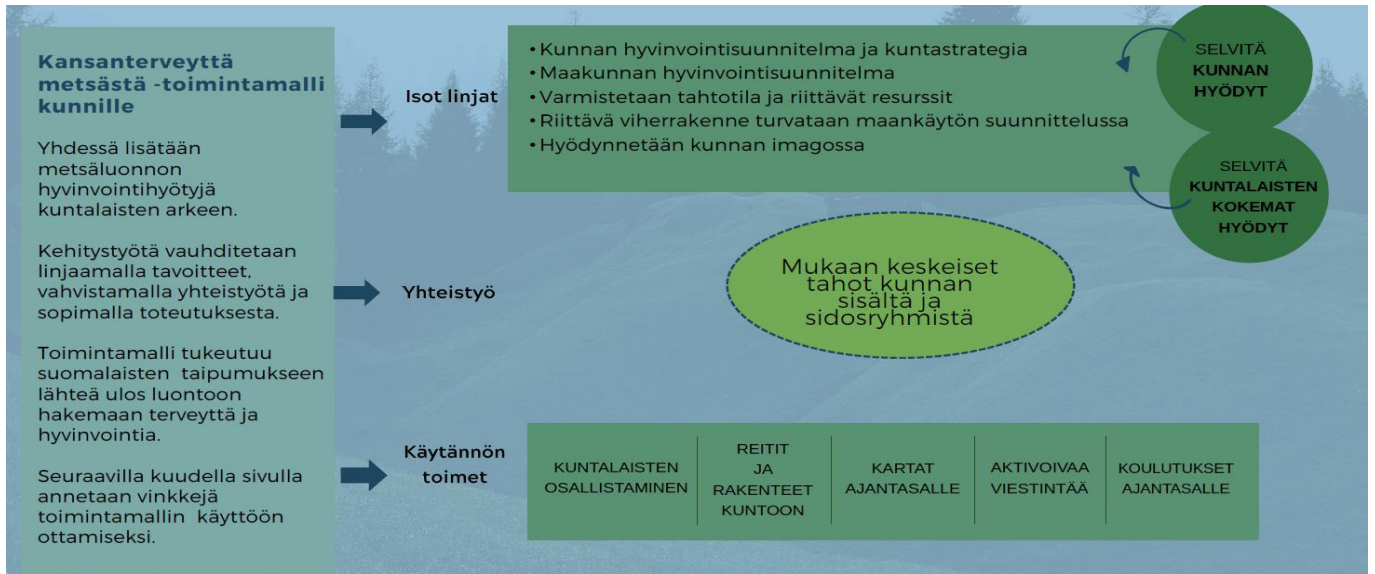 Kansanterveyttä
metsästä -toimintamalli
kunnille
Yhdessä lisätään
metsäluonnon
hyvinvointihyötyjä
kuntalaisten arkeen.
Kehitystyötä vauhditetaan
linjaamalla tavoitteet,
vahvistamalla yhteistyötä ja
sopimalla toteutuksesta.
Toimintamalli tukeutuu
suomalaisten taipumukseen
lähteä ulos luontoon
hakemaan terveyttä ja
hyvinvointia.
Seuraavilla kuudella sivulla
annetaan vinkkejä
toimintamallin käyttöön
ottamiseksi.
Isot linjat
• Kunnan hyvinvointisuunnitelma ja kuntastrategia
• Maakunnan hyvinvointisuunnitelma
• Varmistetaan tahtotila ja riittävät resurssit
• Riittävä viherrakenne turvataan maankäytön suunnittelussa
• Hyödynnetään kunnan imagossa
SELVITÄ
KUNNAN
HYÖDYT
SELVITÄ
KUNTALAISTEN
KOKEMAT
HYÖDYT
Yhteistyö
Mukaan keskeiset
tahot kunnan
sisältä ja
sidosryhmistä
Käytännön
toimet
KUNTALAISTEN
OSALLISTAMINEN
REITIT
JA
RAKENTEET
KUNTOON
KARTAT
AJANTASALLE
AKTIVOIVAA
VIESTINTÄÄ
KOULUTUKSET
AJANTASALLE